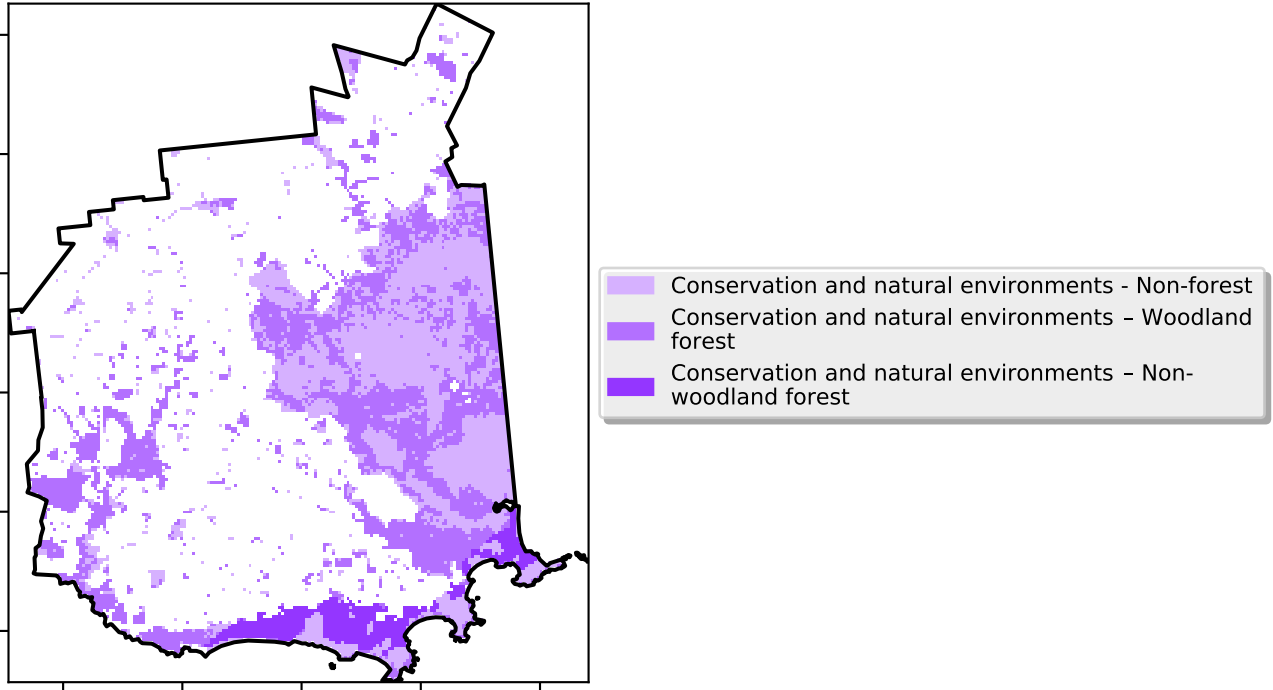 Conservation and natural environments - Non-forest
Conservation and natural environments – Woodland
forest
Conservation and natural environments – Non-
woodland forest